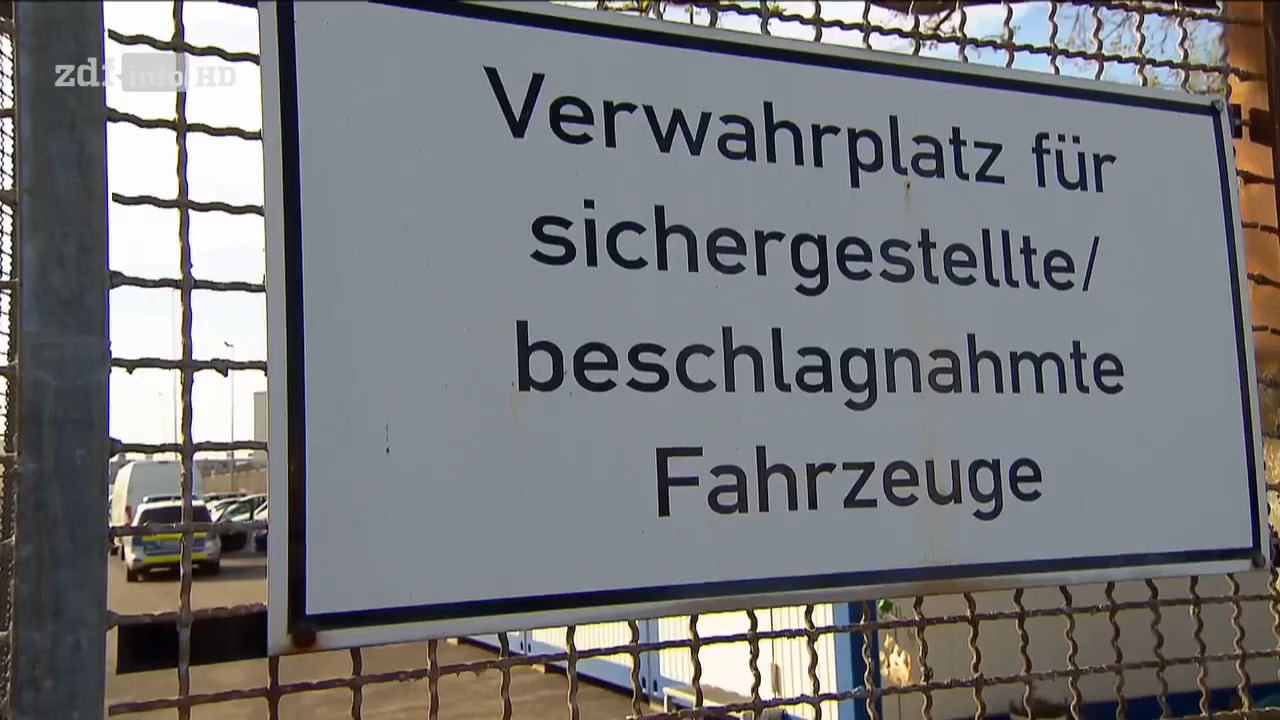 zdf info HD
Verwahrplatz für
sichergestellte/
beschlagnahmte
Fahrzeuge